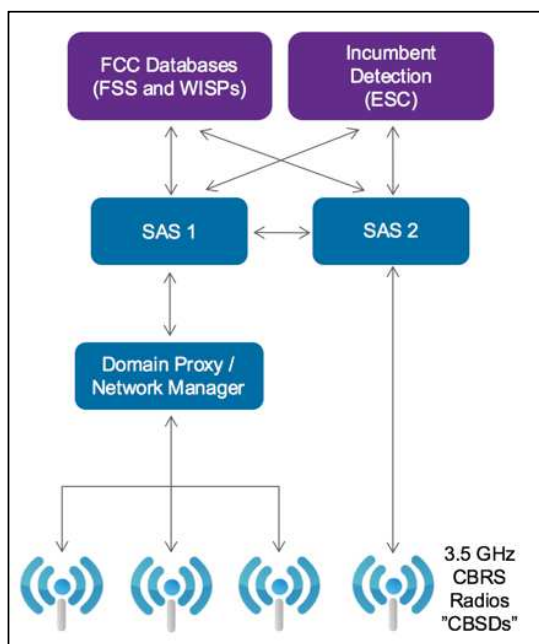 FCC Databases
(FSS and WISPs)
Incumbent
Detection
(ESC)
SAS 1
SAS 2
Domain Proxy /
Network Manager
3.5 GHz
CBRS
Radios
"CBSDs"